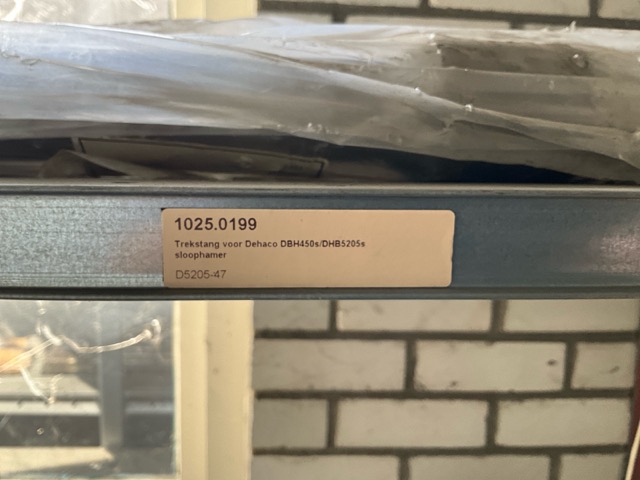 1025.0199
Trekstang voor Dehaco DBH450s/DHB5205s
sloophamer
D5205-47